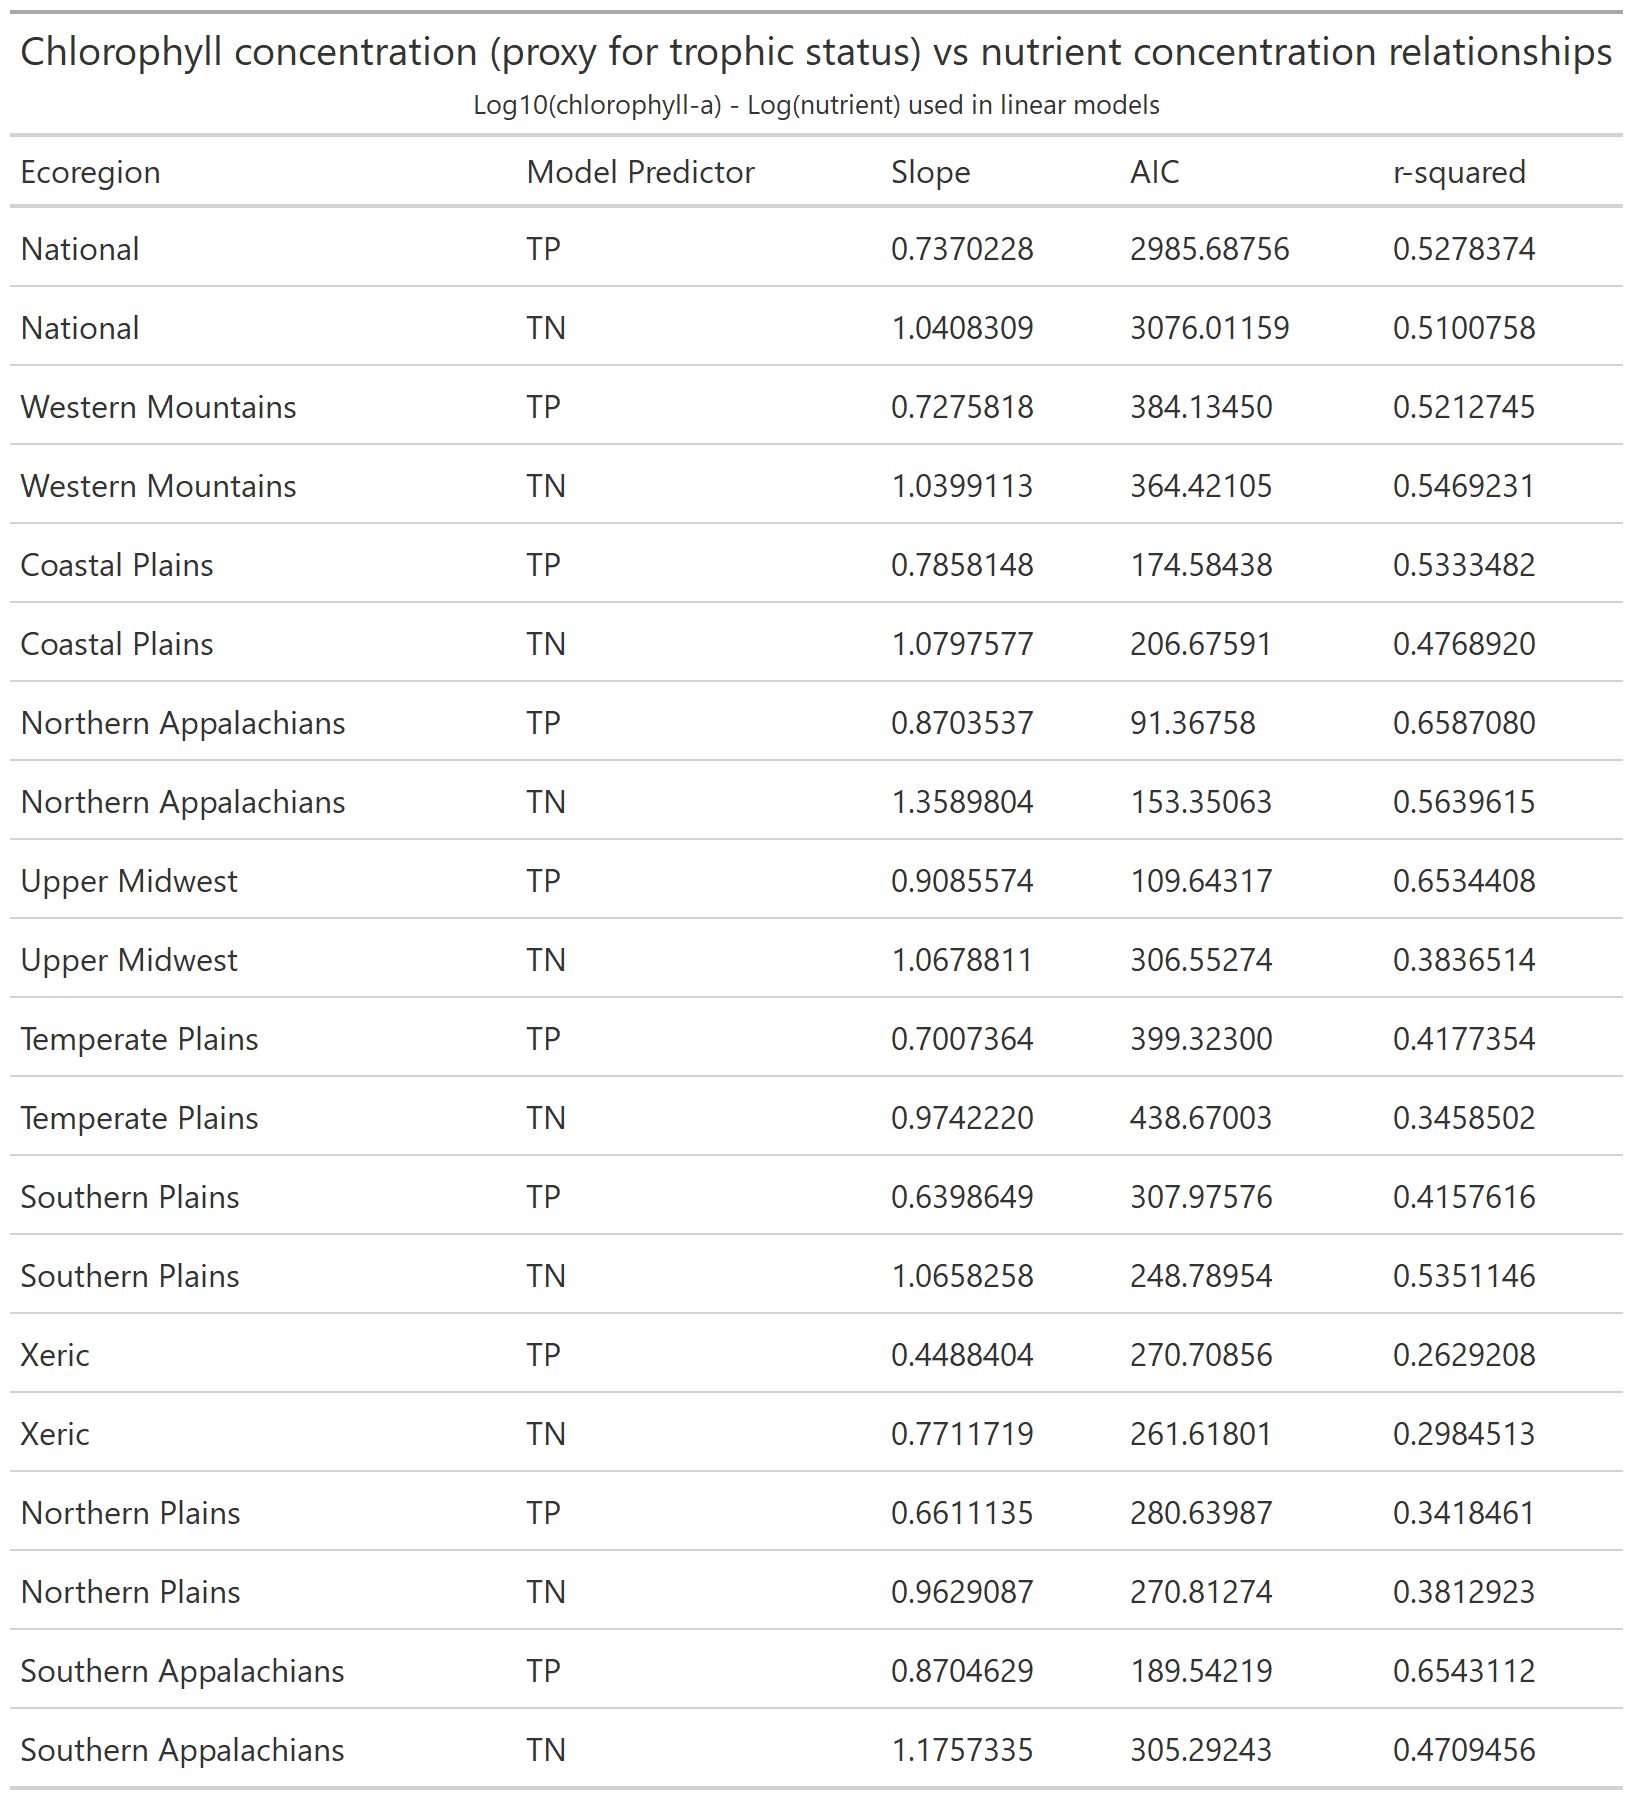 Chlorophyll concentration (proxy for trophic status) vs nutrient concentration relationships
Log10(chlorophyll-a) - Log(nutrient) used in linear models
Ecoregion Model Predictor Slope AIC r-squared
National TP 0.7370228 2985.68756 0.5278374
National TN 1.0408309 3076.01159 0.5100758
Western Mountains TP 0.7275818 384.13450 0.5212745
Western Mountains TN 1.0399113 364.42105 0.5469231
Coastal Plains TP 0.7858148 174.58438 0.5333482
Coastal Plains TN 1.0797577 206.67591 0.4768920
Northern Appalachians TP 0.8703537 91.36758 0.6587080
Northern Appalachians TN 1.3589804 153.35063 0.5639615
Upper Midwest TP 0.9085574 109.64317 0.6534408
Upper Midwest TN 1.0678811 306.55274 0.3836514
Temperate Plains TP 0.7007364 399.32300 0.4177354
Temperate Plains TN 0.9742220 438.67003 0.3458502
Southern Plains TP 0.6398649 307.97576 0.4157616
Southern Plains TN 1.0658258 248.78954 0.5351146
Xeric TP 0.4488404 270.70856 0.2629208
Xeric TN 0.7711719 261.61801 0.2984513
Northern Plains TP 0.6611135 280.63987 0.3418461
Northern Plains TN 0.9629087 270.81274 0.3812923
Southern Appalachians TP 0.8704629 189.54219 0.6543112
Southern Appalachians TN 1.1757335 305.29243 0.4709456